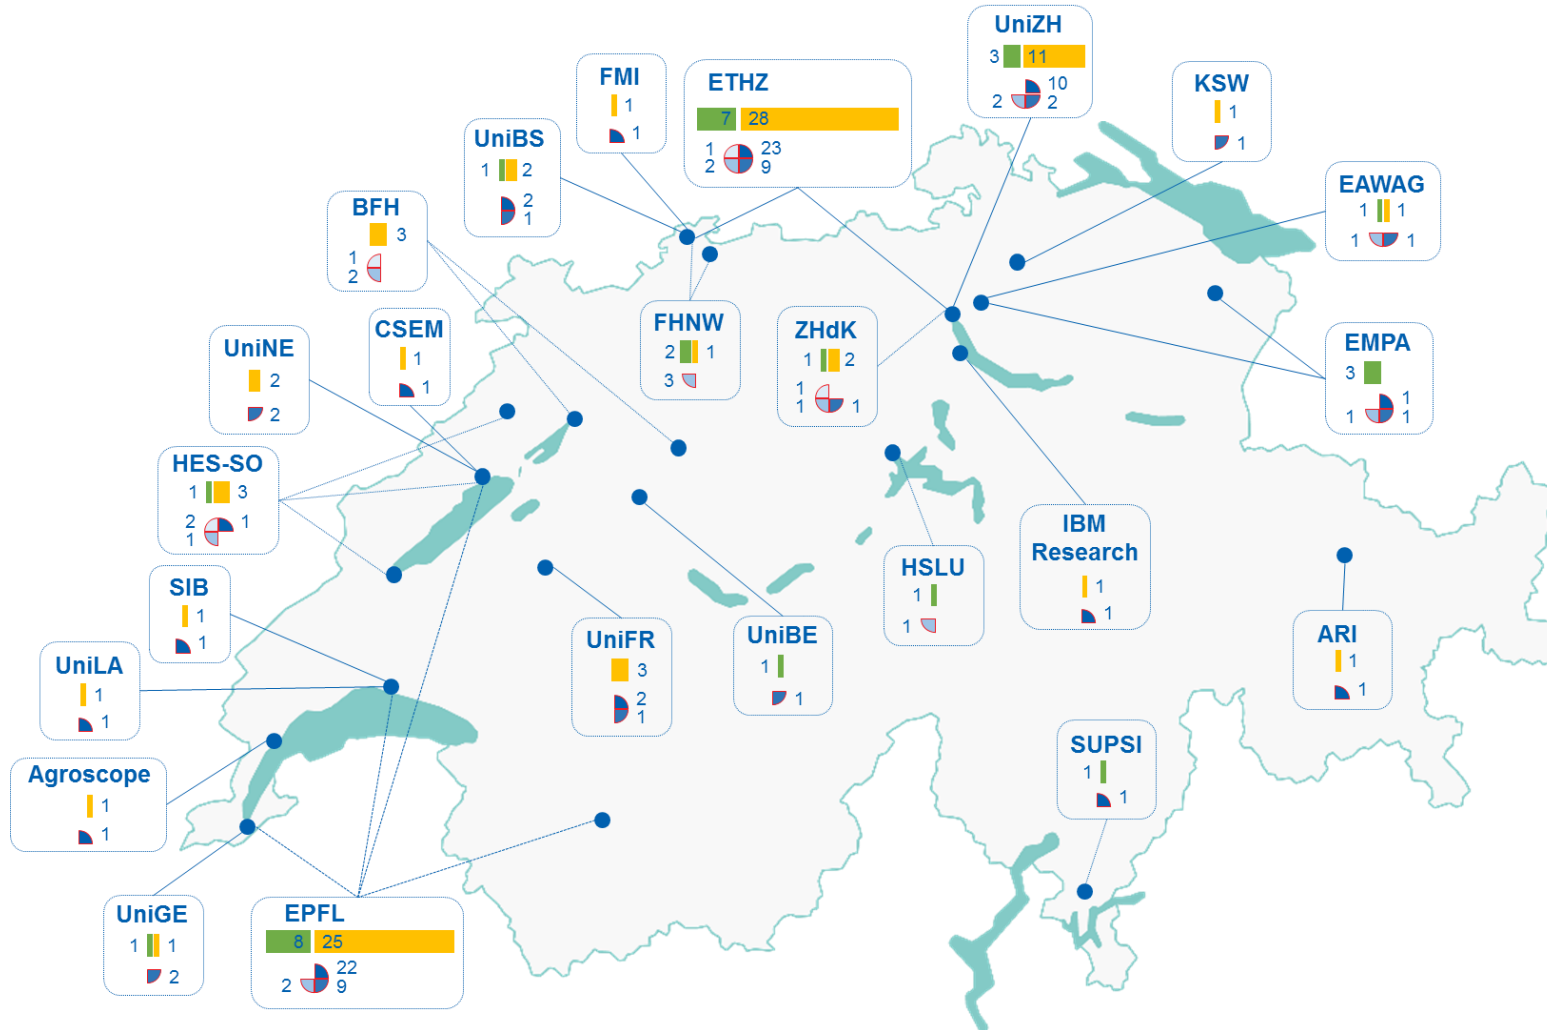 UniZH
3 11
10
2 2
FMI
1
1
ETHZ
7 28
1 23
2 9
KSW
1
1
UniBS
1 2
2
1
EAWAG
1 1
1 1
BFH
3
1
2
CSEM
1
1
FHNW
2 1
3
ZHdK
1 2
1
1 1
UniNE
2
2
EMPA
3
1
1 1
HES-SO
1 3
2 1
1
IBM
Research
1
1
HSLU
1
1
SIB
1
1
UniFR
3
2
1
UniBE
1
1
ARI
1
1
UniLA
1
1
SUPSI
1
1
Agroscope
1
1
UniGE
1 1
2
EPFL
8 25
22
2 9